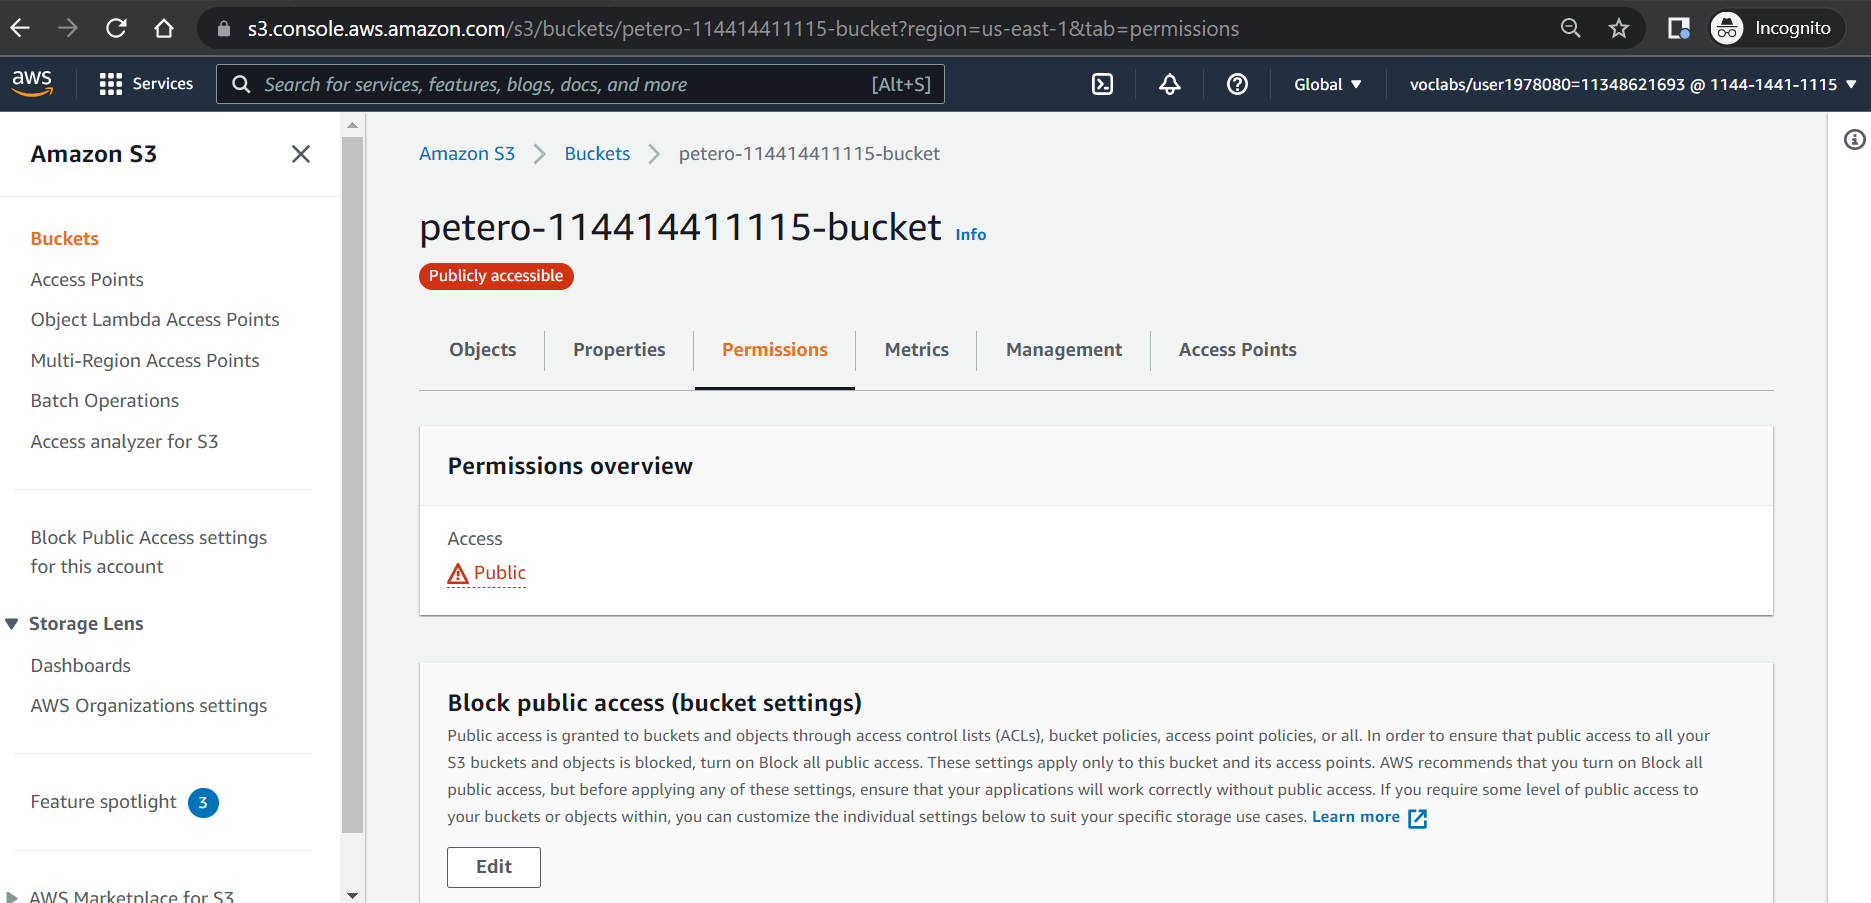 s3.console.aws.amazon.com/s3/buckets/petero-114414411115-bucket?region=us-east-1&tab=permissions
Incognito
aws
Services
Search for services, features, blogs, docs, and more
[Alt+S]
Global
voclabs/user1978080=11348621693 @ 1144-1441-1115
Amazon S3
Buckets
Access Points
Object Lambda Access Points
Multi-Region Access Points
Batch Operations
Access analyzer for S3
Block Public Access settings
for this account
Storage Lens
Dashboards
AWS Organizations settings
Feature spotlight 3
AWS Marketplace for S3
Amazon S3 > Buckets > petero-114414411115-bucket
petero-114414411115-bucket Info
Publicly accessible
Objects
Properties
Permissions
Metrics
Management
Access Points
Permissions overview
Access
Public
Block public access (bucket settings)
Public access is granted to buckets and objects through access control lists (ACLs), bucket policies, access point policies, or all. In order to ensure that public access to all your
S3 buckets and objects is blocked, turn on Block all public access. These settings apply only to this bucket and its access points. AWS recommends that you turn on Block all
public access, but before applying any of these settings, ensure that your applications will work correctly without public access. If you require some level of public access to
your buckets or objects within, you can customize the individual settings below to suit your specific storage use cases. Learn more
Edit